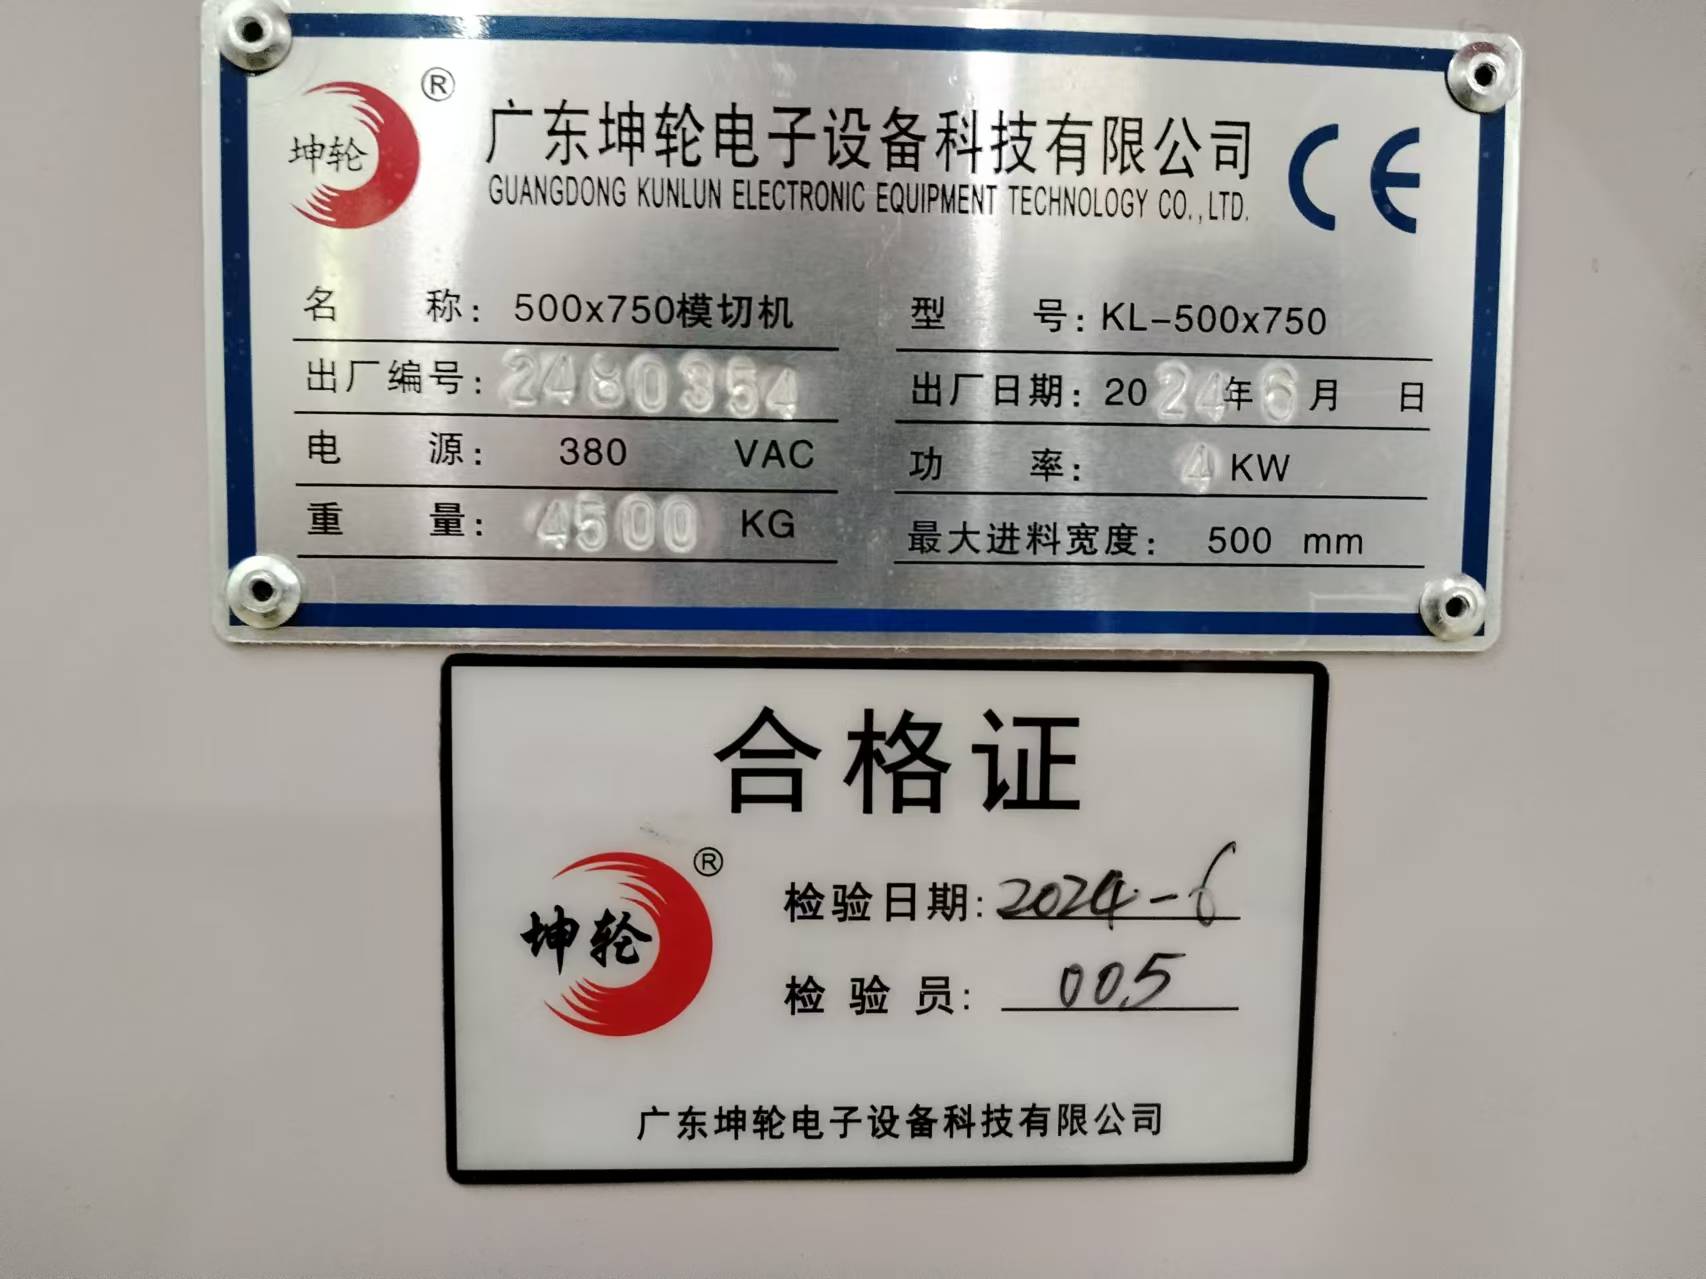 坤轮 ®
广东坤轮电子设备科技有限公司 CE
GUANGDONG KUNLUN ELECTRONIC EQUIPMENT TECHNOLOGY CO.,LTD.
名 称: 500x750模切机 型 号: KL-500x750
出厂编号: 2480354 出厂日期: 2024年6月 日
电 源: 380 VAC 功 率: 4 KW
重 量: 4500 KG 最大进料宽度: 500 mm
合格证
坤轮 ®
检验日期: 2024-6
检验员: 005
广东坤轮电子设备科技有限公司